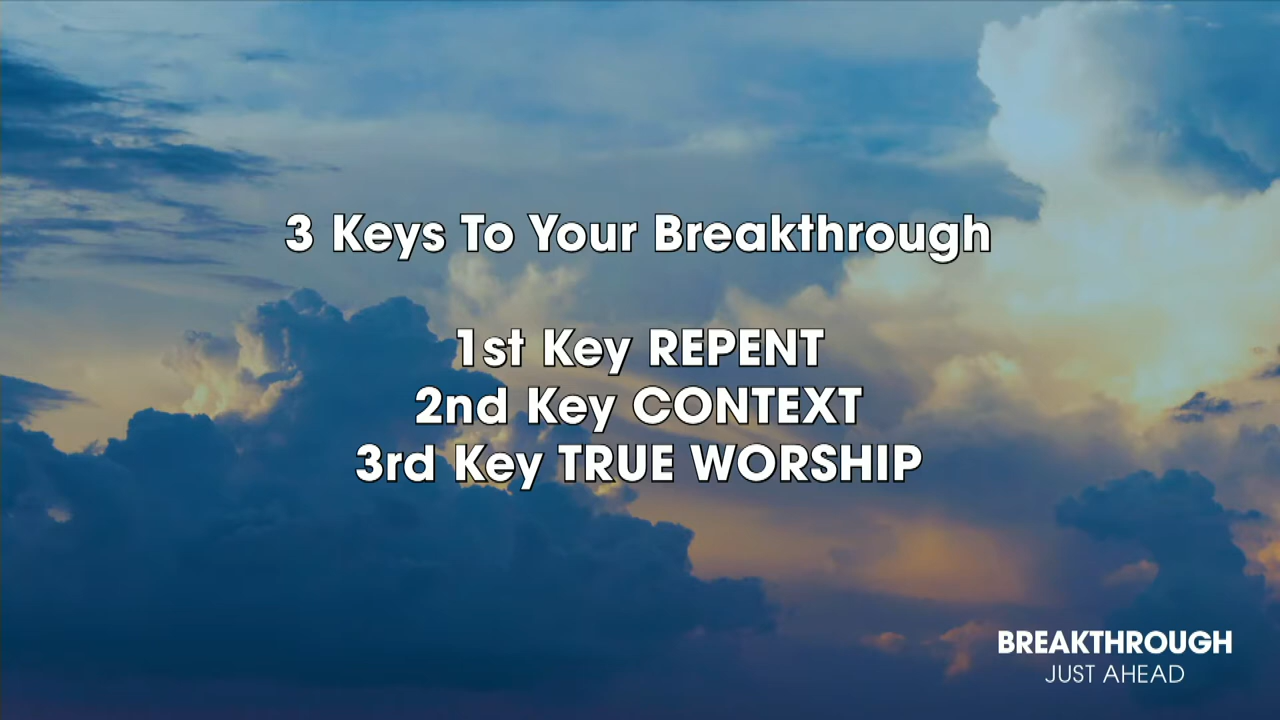 3 Keys To Your Breakthrough
1st Key REPENT
2nd Key CONTEXT
3rd Key TRUE WORSHIP
BREAKTHROUGH
JUST AHEAD